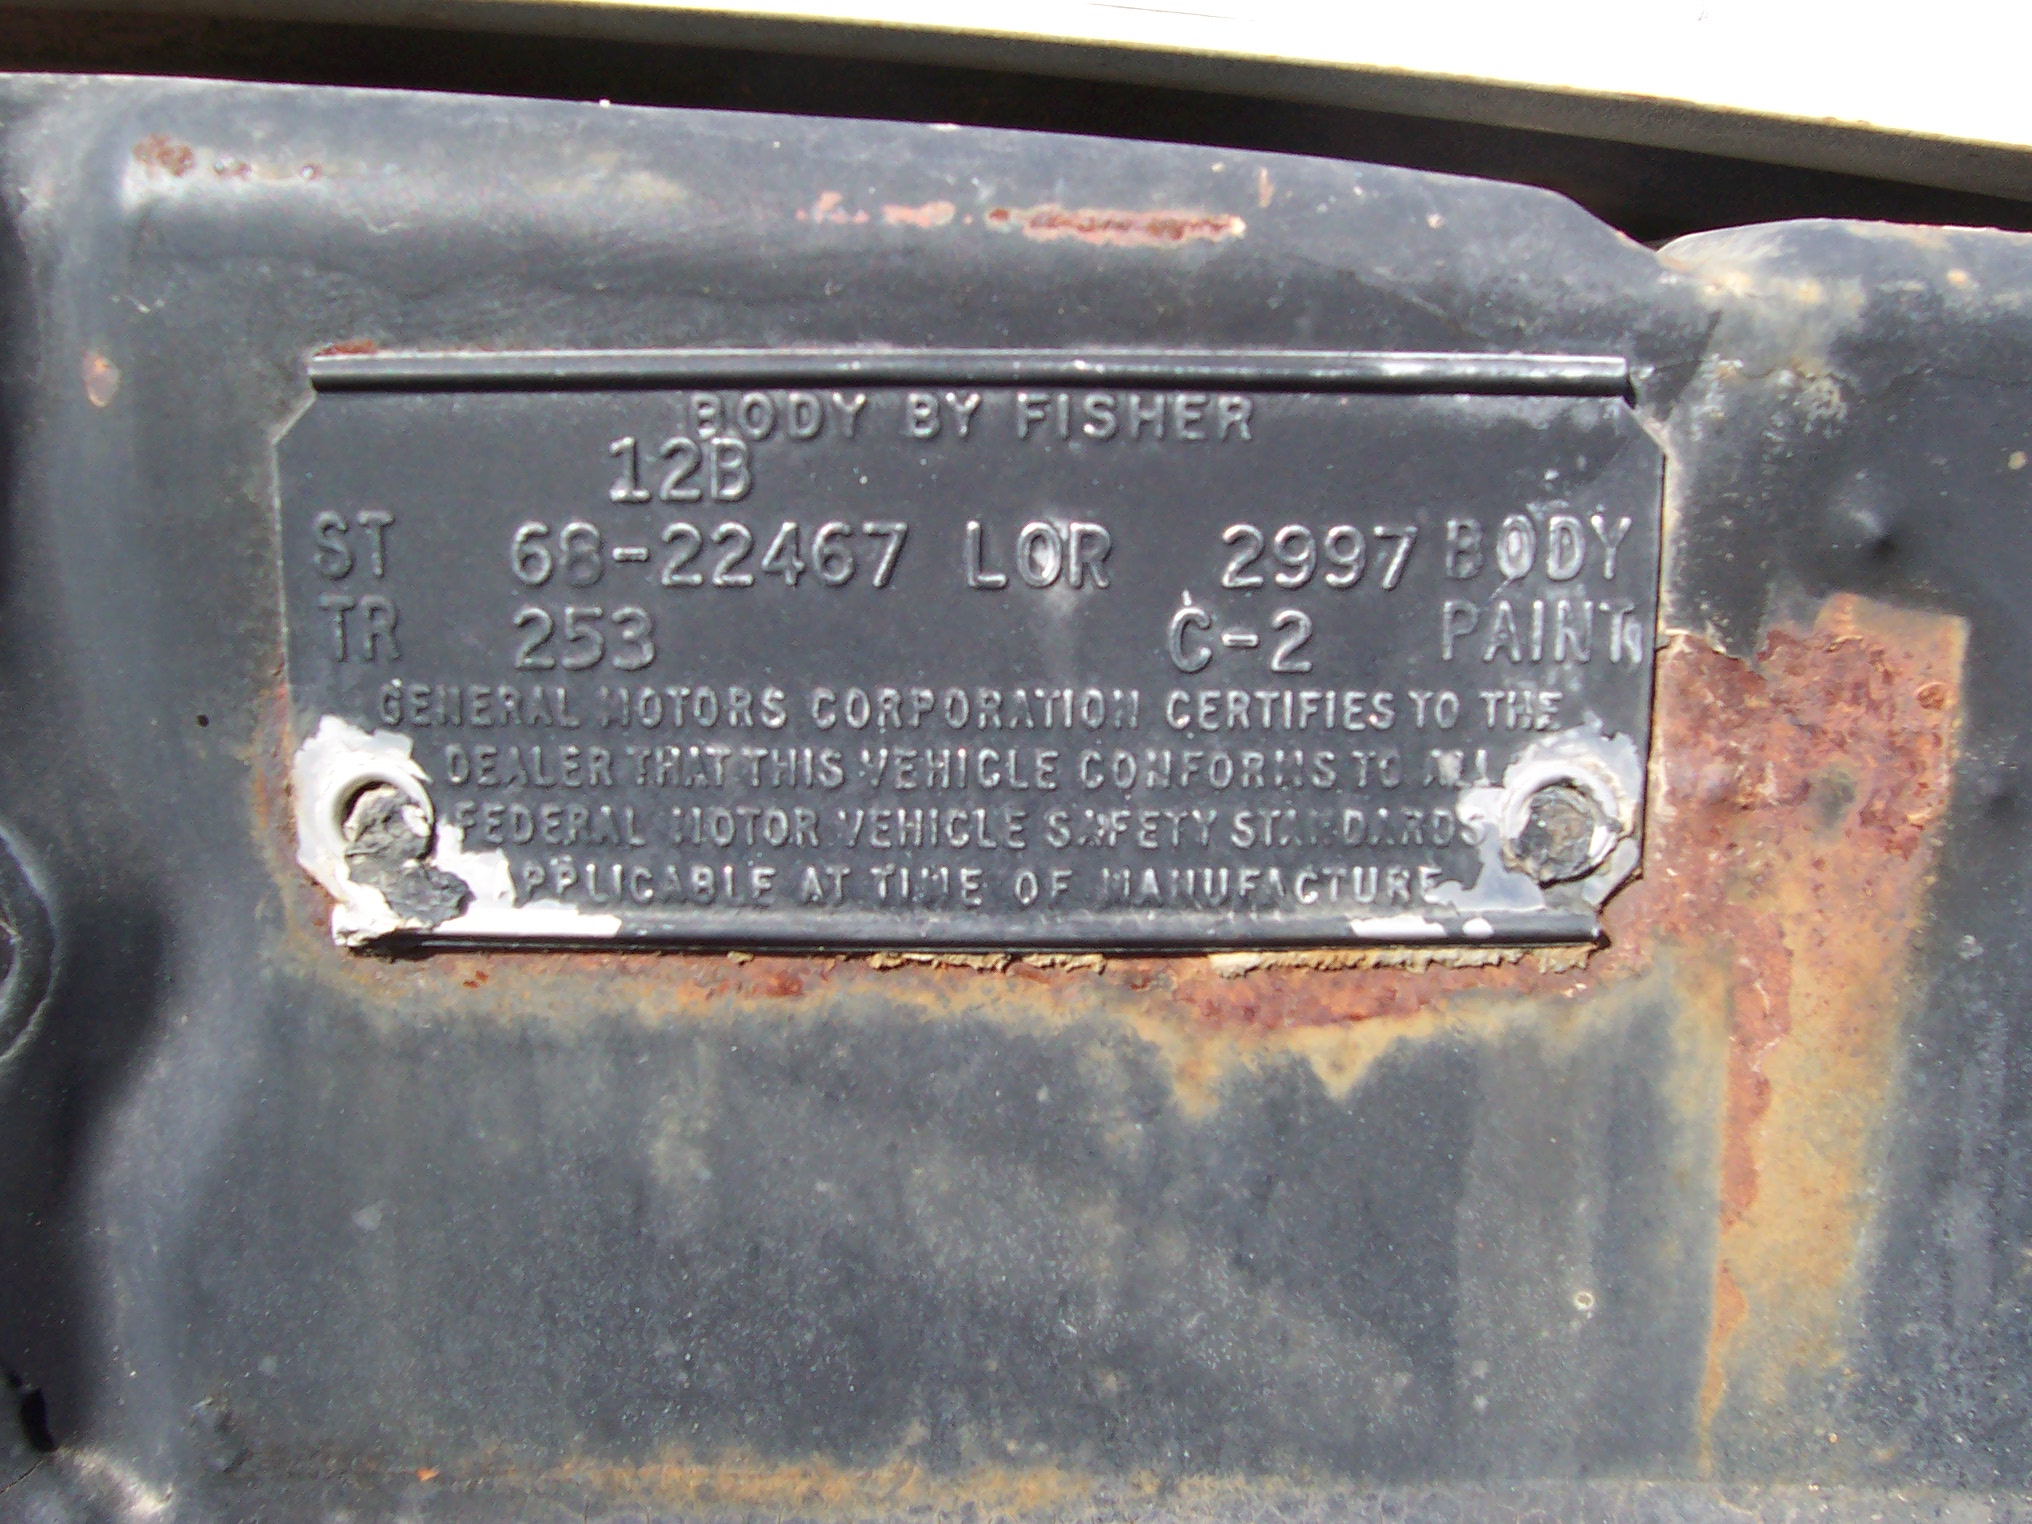 BODY BY FISHER
12B
ST 68-22467 LOR 2997 BODY
TR 253 C-2 PAINT
GENERAL MOTORS CORPORATION CERTIFIES TO THE
DEALER THAT THIS VEHICLE CONFORMS TO ALL
FEDERAL MOTOR VEHICLE SAFETY STANDARDS
APPLICABLE AT TIME OF MANUFACTURE